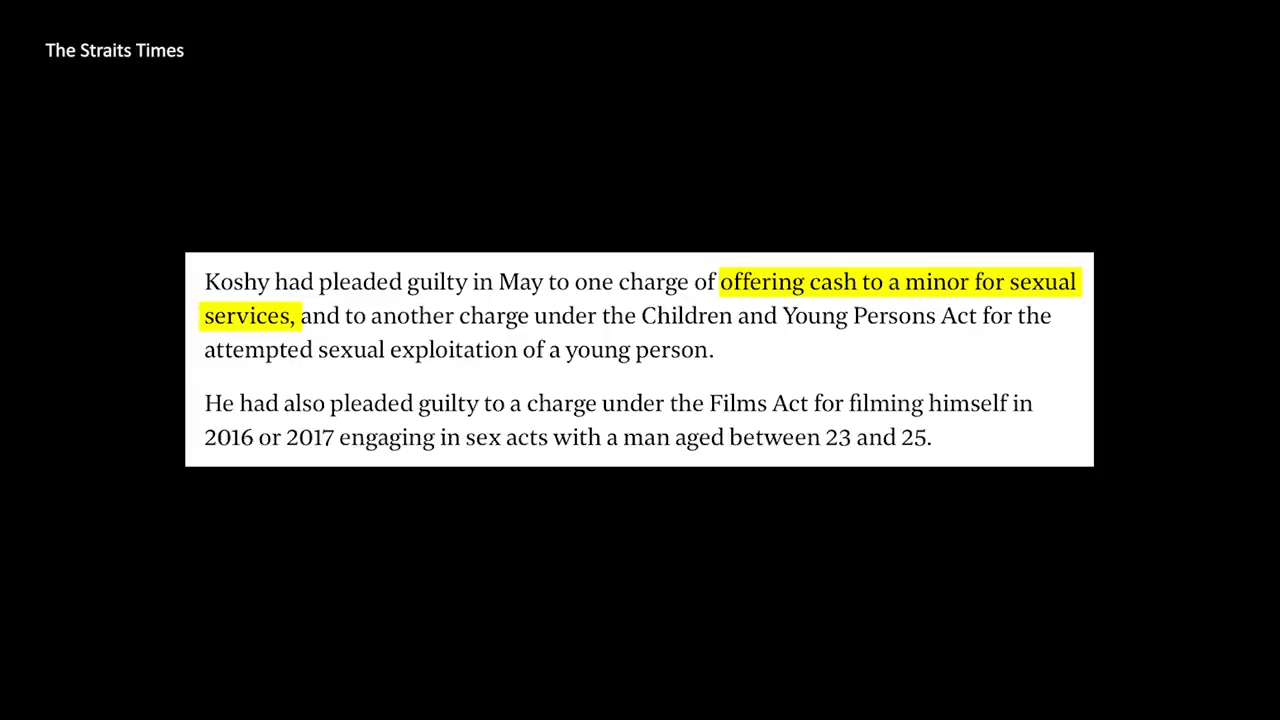 The Straits Times
Koshy had pleaded guilty in May to one charge of offering cash to a minor for sexual
services, and to another charge under the Children and Young Persons Act for the
attempted sexual exploitation of a young person.
He had also pleaded guilty to a charge under the Films Act for filming himself in
2016 or 2017 engaging in sex acts with a man aged between 23 and 25.